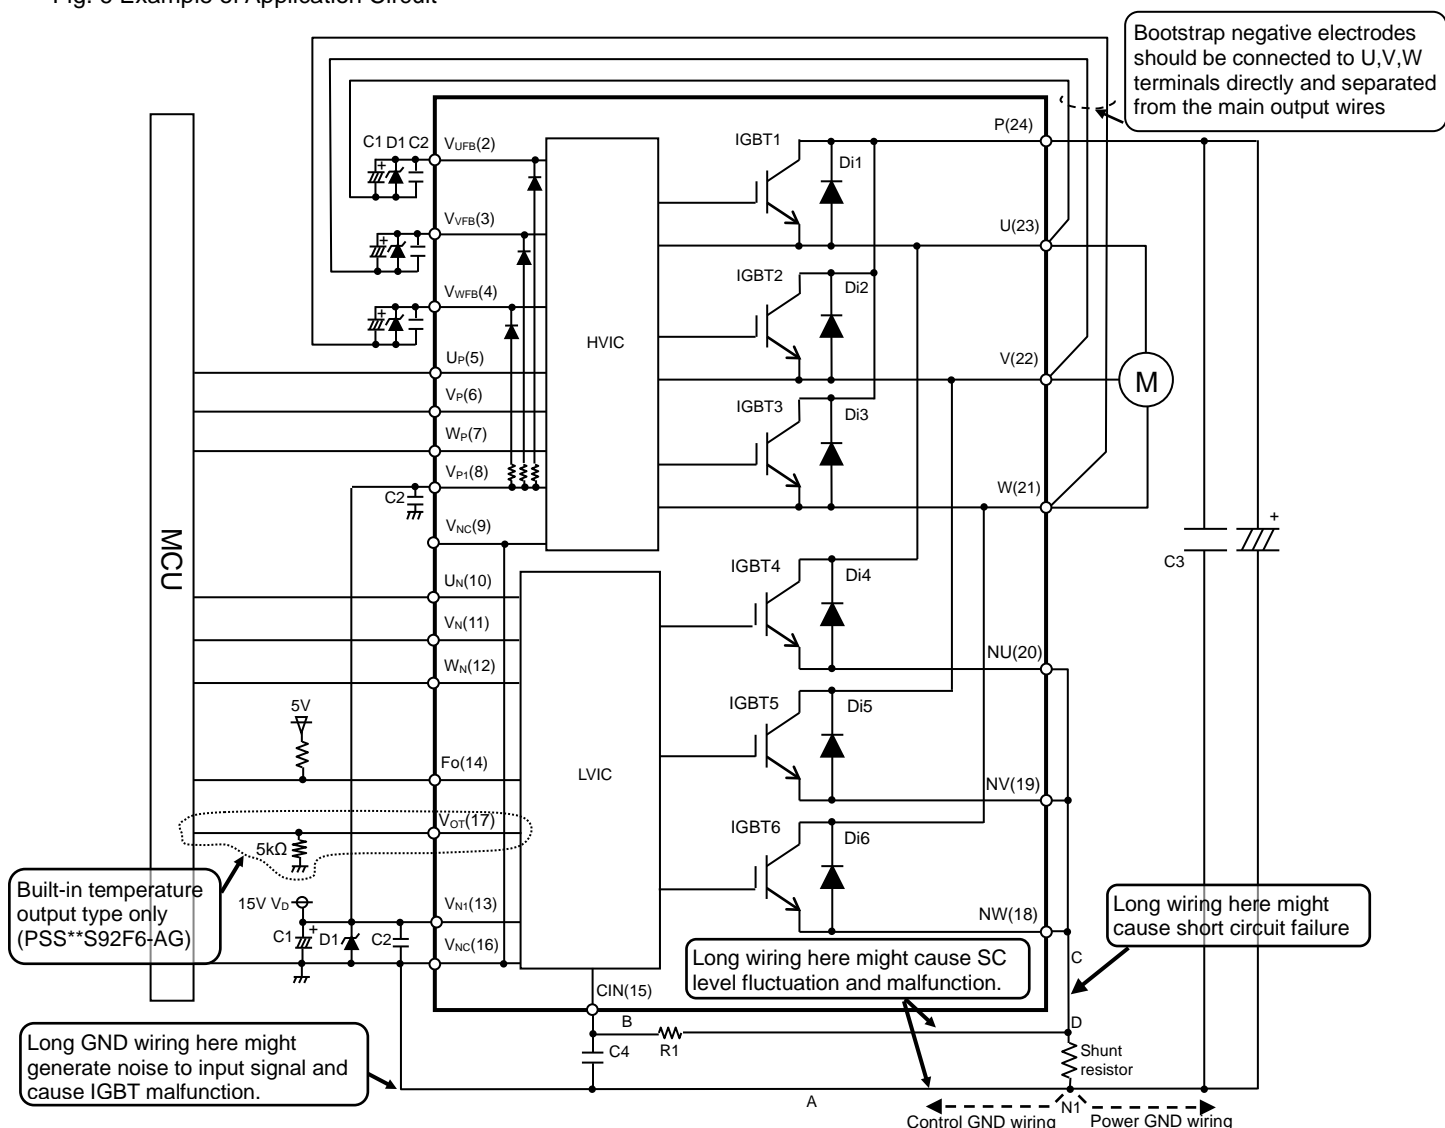 Fig. 6 Example of Application Circuit
Bootstrap negative electrodes
should be connected to U,V,W
terminals directly and separated
from the main output wires
C1 D1 C2
+
VUFB(2)
IGBT1
Di1
P(24)
+
VVFB(3)
U(23)
+
VWFB(4)
IGBT2
Di2
HVIC
UP(5)
V(22)
M
VP(6)
IGBT3
Di3
WP(7)
VP1(8)
C2
W(21)
VNC(9)
+
C3
MCU
UN(10)
IGBT4
Di4
VN(11)
WN(12)
NU(20)
5V
IGBT5
Di5
Fo(14)
LVIC
NV(19)
VOT(17)
5kΩ
IGBT6
Di6
Built-in temperature
output type only
(PSS**S92F6-AG)
15V VD
VN1(13)
C1
+
D1
C2
VNC(16)
NW(18)
Long wiring here might
cause short circuit failure
Long wiring here might cause SC
level fluctuation and malfunction.
C
CIN(15)
B
R1
D
C4
Shunt
resistor
Long GND wiring here might
generate noise to input signal and
cause IGBT malfunction.
A
N1
Control GND wiring
Power GND wiring